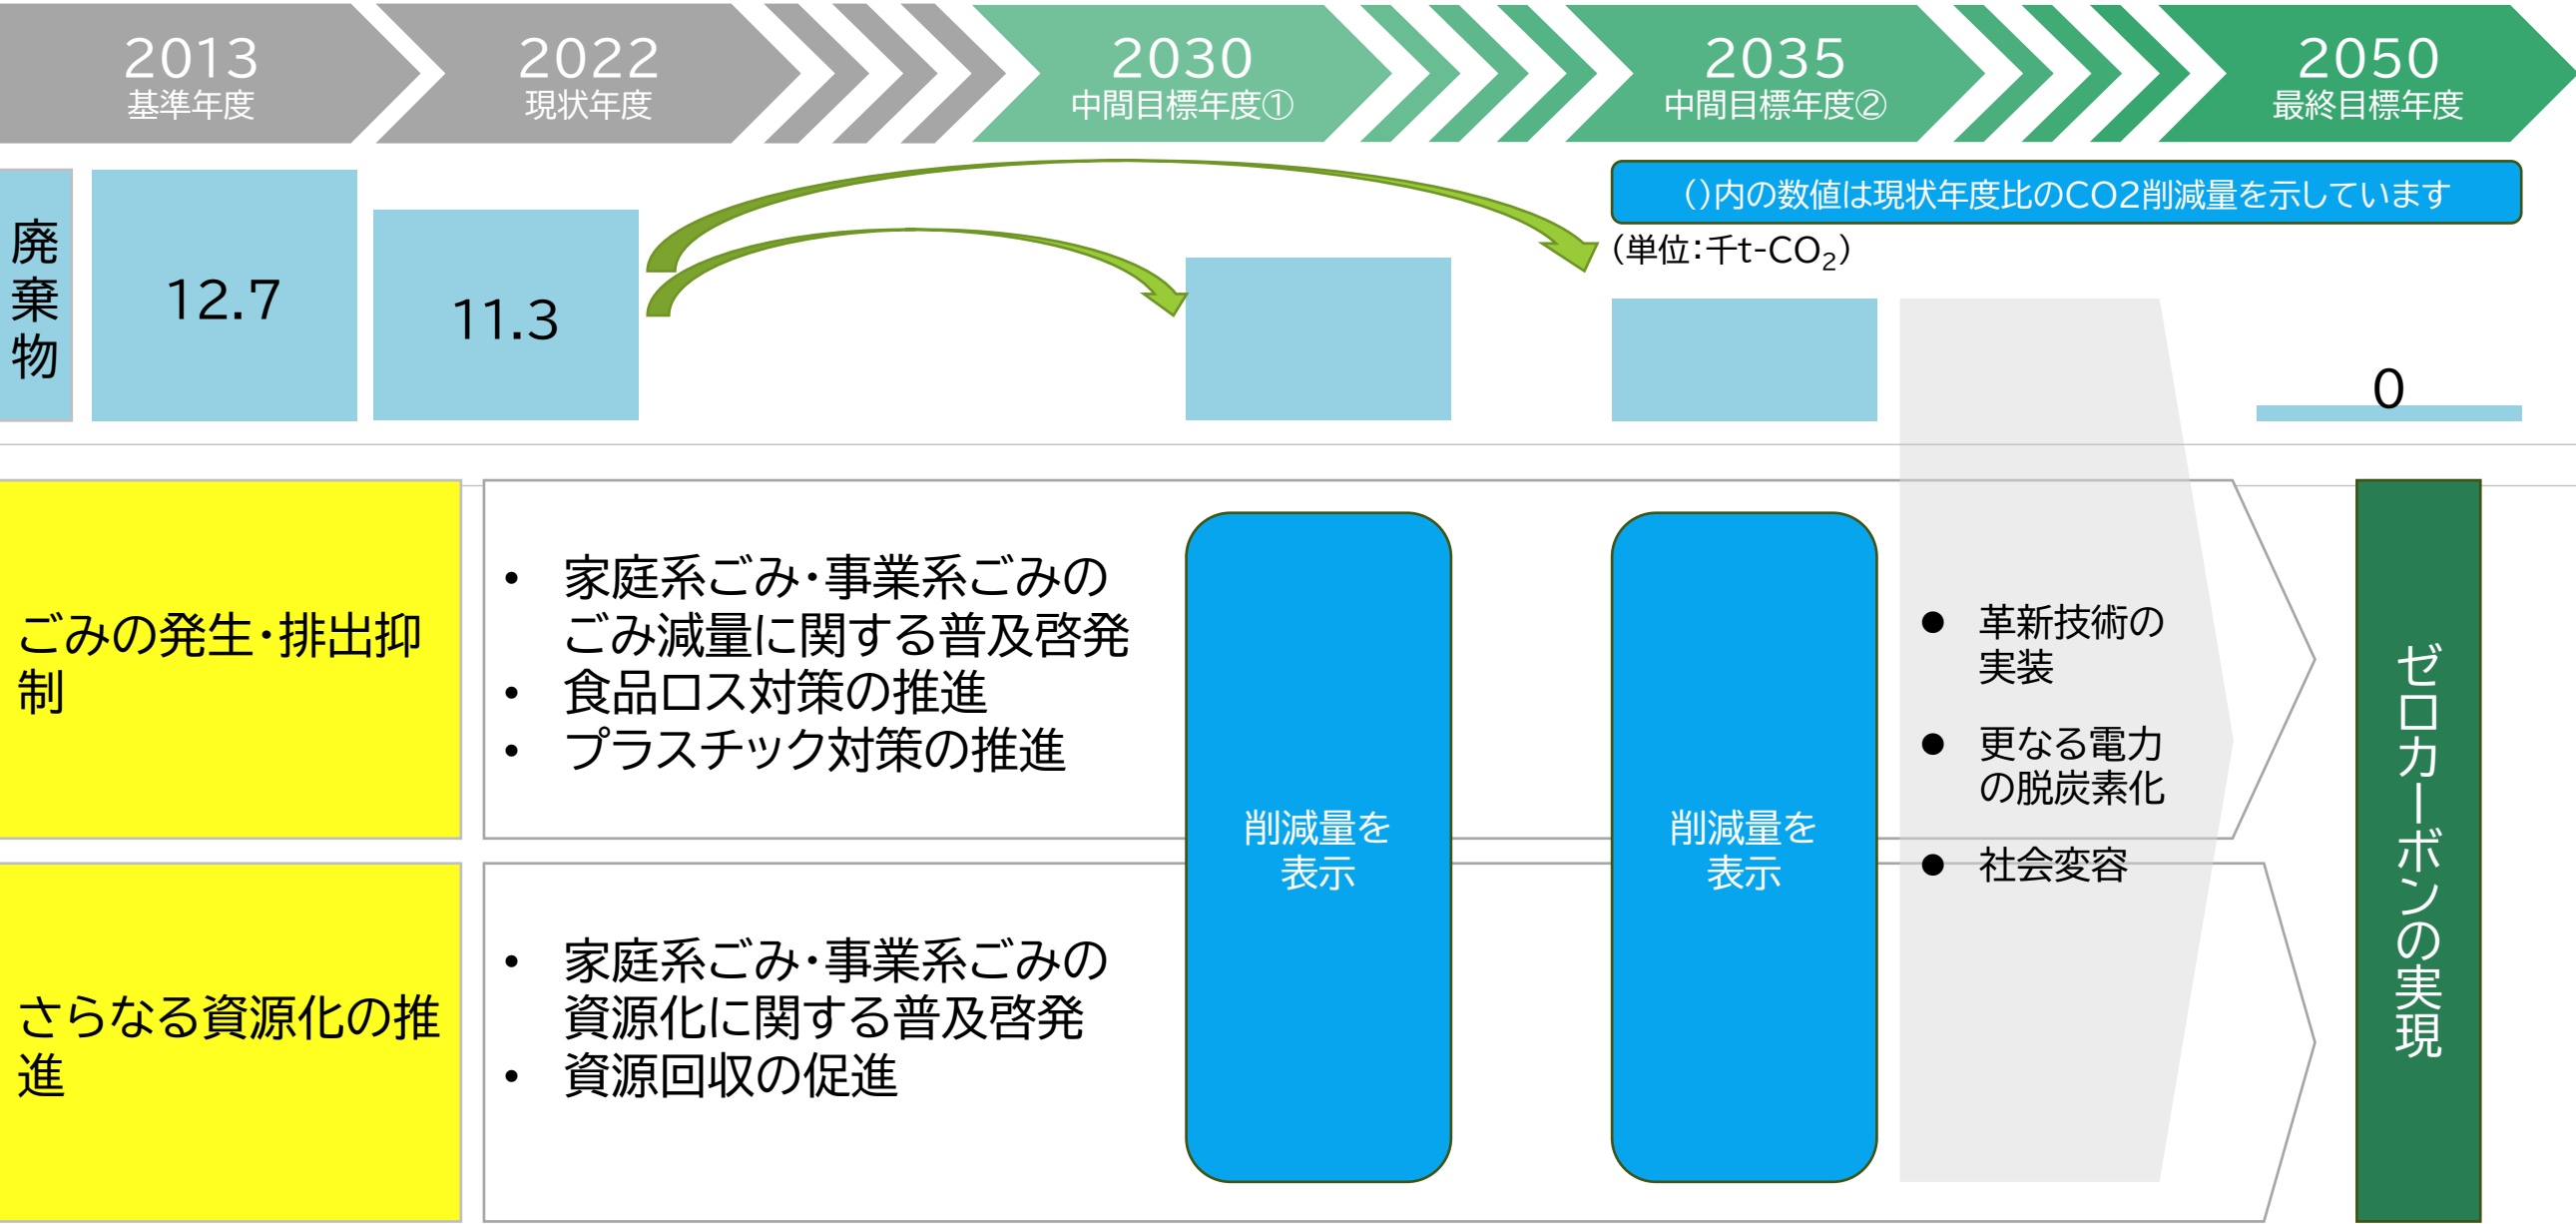 2013
基準年度
2022
現状年度
2030
中間目標年度①
2035
中間目標年度②
2050
最終目標年度
()内の数値は現状年度比のCO2削減量を示しています
(単位:千t-CO₂)
廃棄物
12.7
11.3
0
ごみの発生・排出抑
制
• 家庭系ごみ・事業系ごみの
ごみ減量に関する普及啓発
• 食品ロス対策の推進
• プラスチック対策の推進
さらなる資源化の推
進
• 家庭系ごみ・事業系ごみの
資源化に関する普及啓発
• 資源回収の促進
削減量を
表示
削減量を
表示
● 革新技術の
実装
● 更なる電力
の脱炭素化
● 社会変容
ゼロカーボンの実現